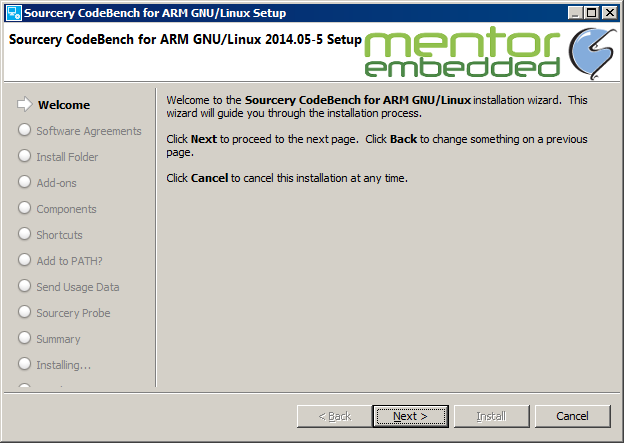 Sourcery CodeBench for ARM GNU/Linux Setup
Sourcery CodeBench for ARM GNU/Linux 2014.05-5 Setup
mentor
embedded
Welcome
Software Agreements
Install Folder
Add-ons
Components
Shortcuts
Add to PATH?
Send Usage Data
Sourcery Probe
Summary
Installing...
Welcome to the Sourcery CodeBench for ARM GNU/Linux installation wizard. This
wizard will guide you through the installation process.
Click Next to proceed to the next page. Click Back to change something on a previous
page.
Click Cancel to cancel this installation at any time.
< Back
Next >
Install
Cancel